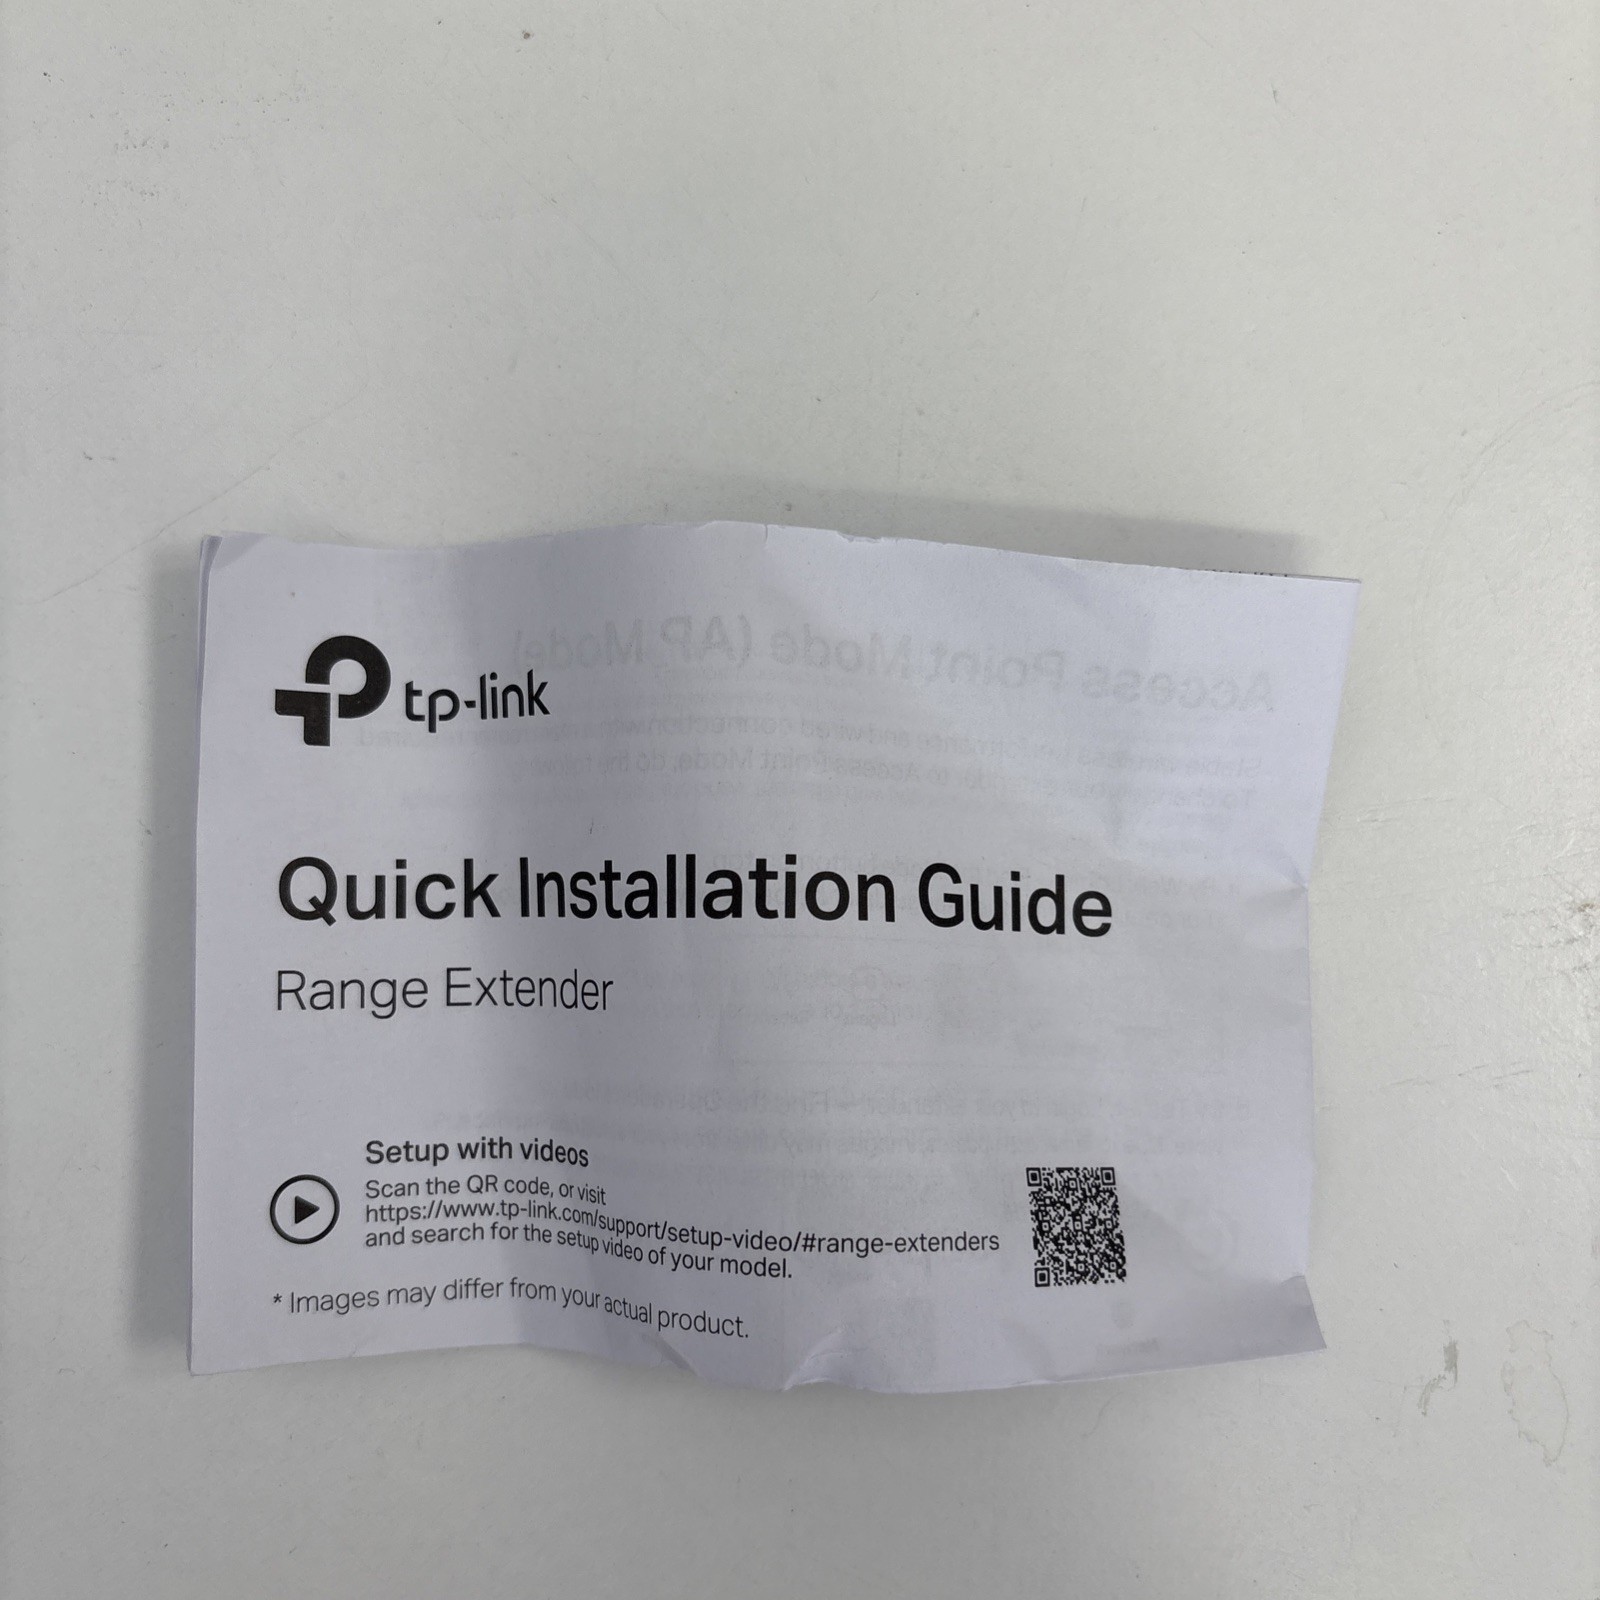 tp-link
Quick Installation Guide
Range Extender
Setup with videos
Scan the QR code, or visit
https://www.tp-link.com/support/setup-video/#range-extenders
and search for the setup video of your model.
* Images may differ from your actual product.